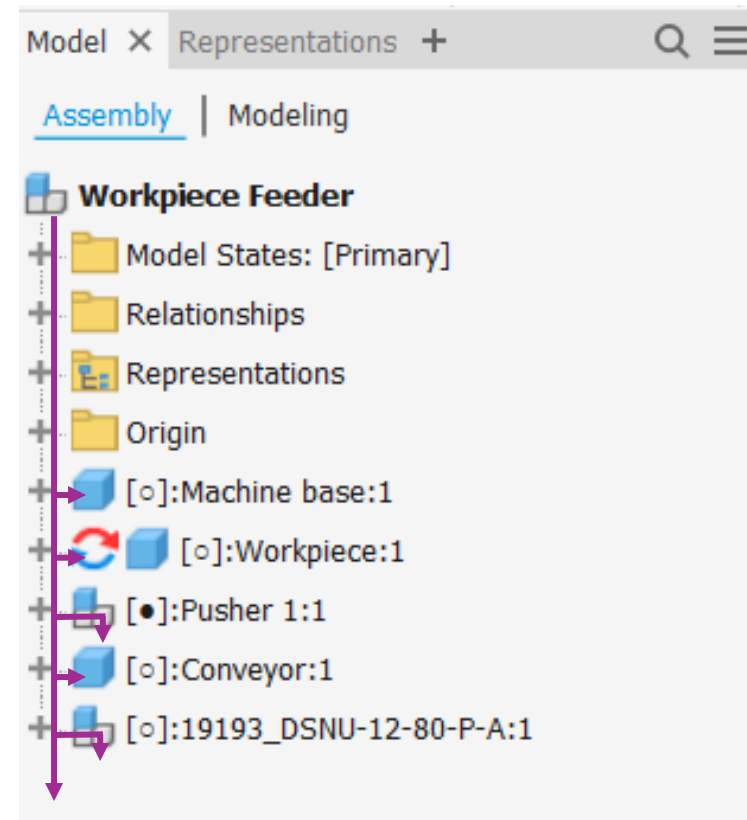 Model × Representations +
Assembly | Modeling
Workpiece Feeder
Model States: [Primary]
Relationships
Representations
Origin
[○]:Machine base:1
[○]:Workpiece:1
[●]:Pusher 1:1
[○]:Conveyor:1
[○]:19193_DSNU-12-80-P-A:1